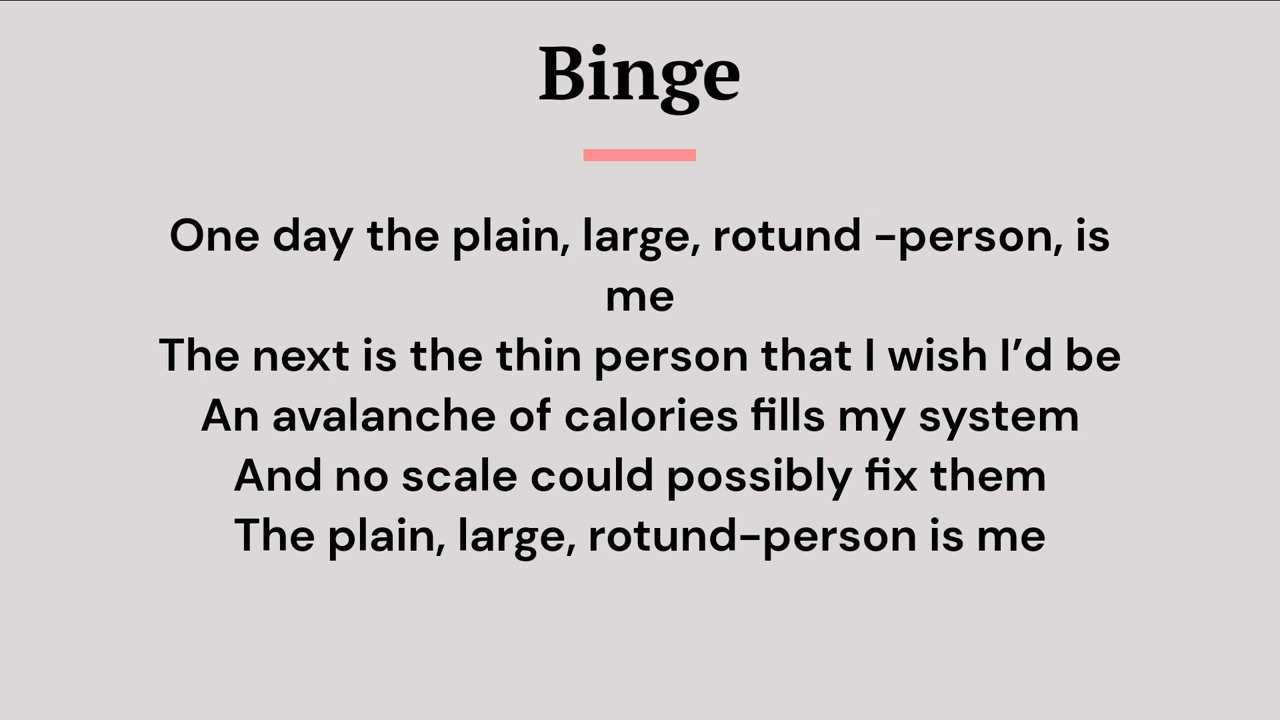 Binge
One day the plain, large, rotund -person, is
me
The next is the thin person that I wish I’d be
An avalanche of calories fills my system
And no scale could possibly fix them
The plain, large, rotund-person is me